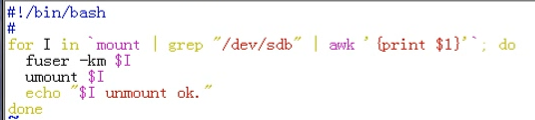 #!/bin/bash
#
for I in `mount | grep "/dev/sdb" | awk '{print $1}'`; do
  fuser -km $I
  umount $I
  echo "$I unmount ok."
done
~